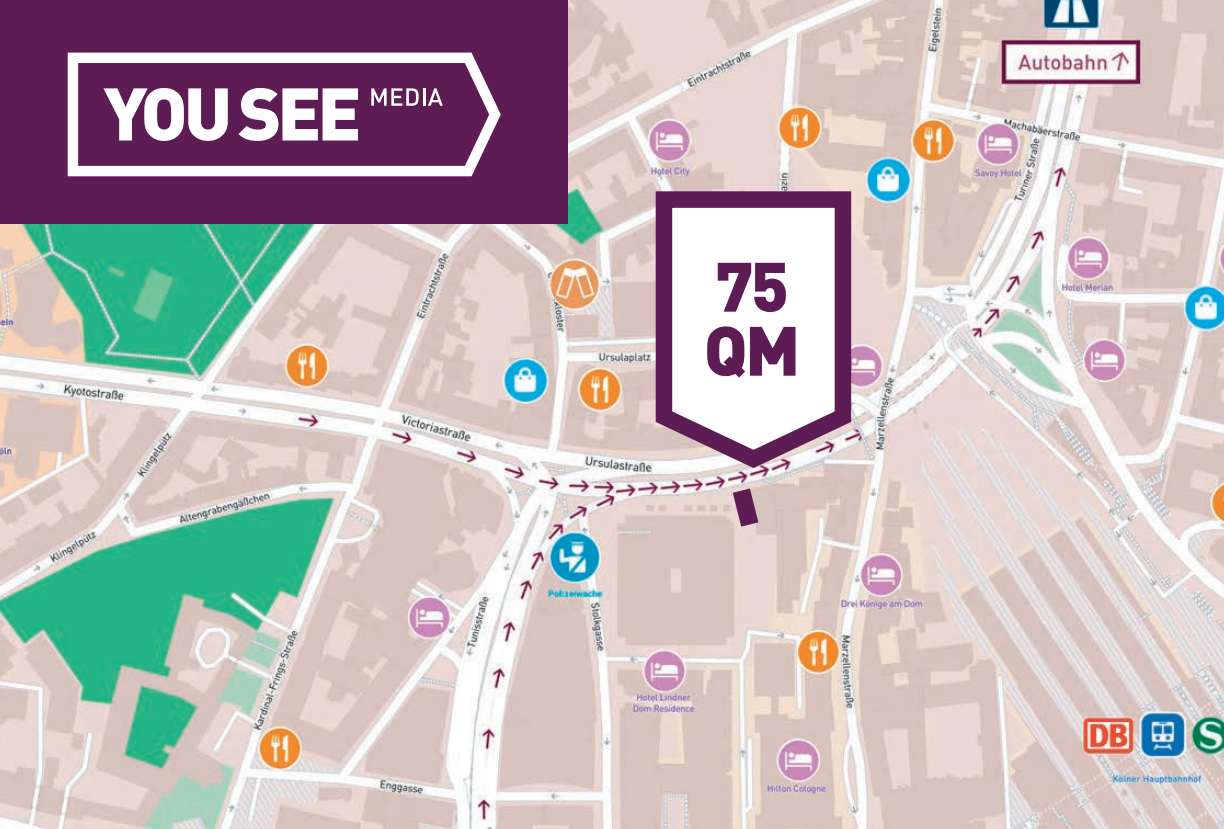 YOU SEE MEDIA
Autobahn
Eintrachtstraße
Eigelstein
Machabäerstraße
Hotel City
Savoy Hotel
Turiner Straße
75
QM
Hotel Merian
Eintrachtstraße
Ursulaplatz
Kyotostraße
Victoriastraße
Ursulastraße
Marzellenstraße
Klingelpütz
Altengrabengäßchen
Klingelpütz
Polizeiwache
Stolkgasse
Tunisstraße
Drei Könige am Dom
Marzellenstraße
Kardinal-Frings-Straße
Hotel Lindner
Dom Residence
DB
S
Kölner Hauptbahnhof
Enggasse
Hilton Cologne